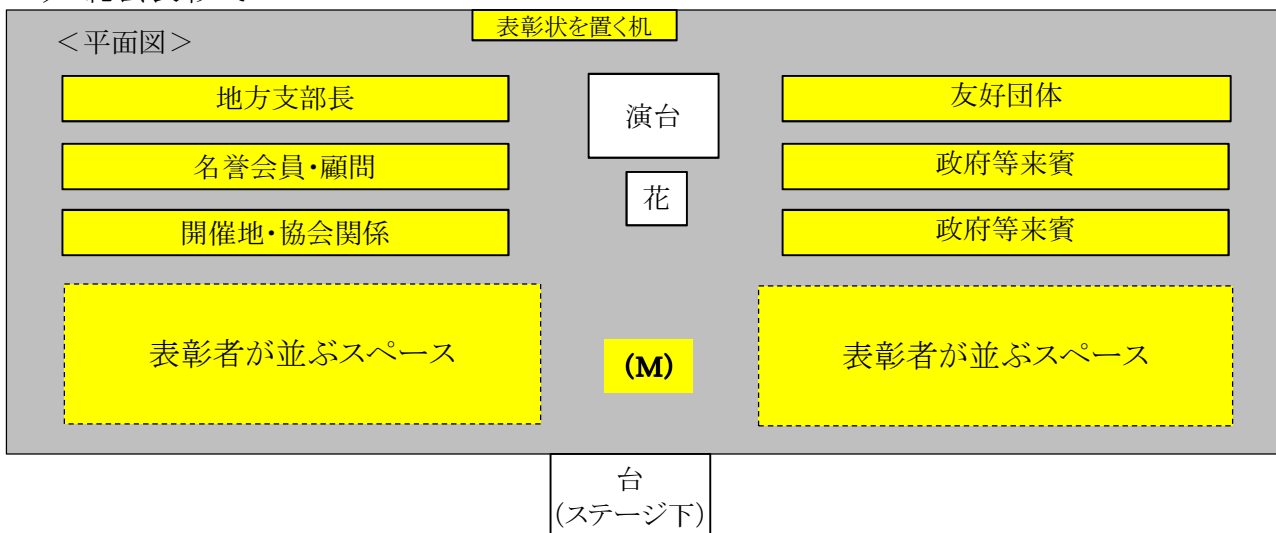 ＜平面図＞
表彰状を置く机
地方支部長
演台
友好団体
名誉会員・顧問
政府等来賓
花
開催地・協会関係
政府等来賓
表彰者が並ぶスペース
(M)
表彰者が並ぶスペース
台
(ステージ下)